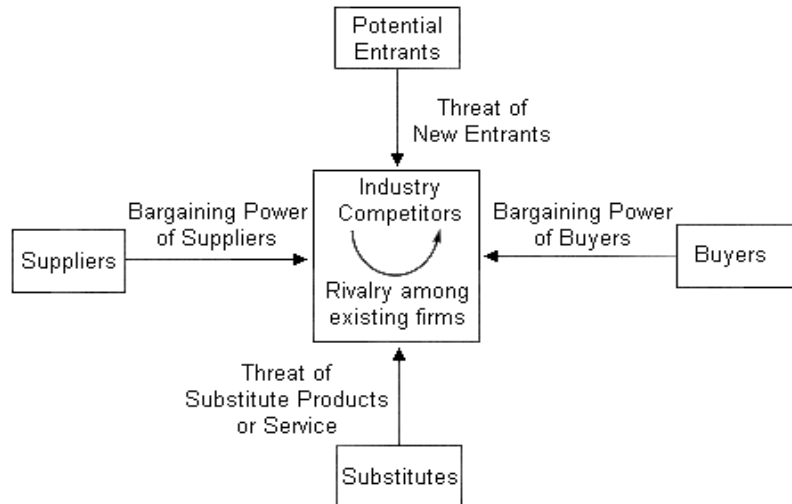 Potential
Entrants
Threat of
New Entrants
Industry
Competitors
Bargaining Power
of Suppliers
Bargaining Power
of Buyers
Suppliers
Buyers
Rivalry among
existing firms
Threat of
Substitute Products
or Service
Substitutes